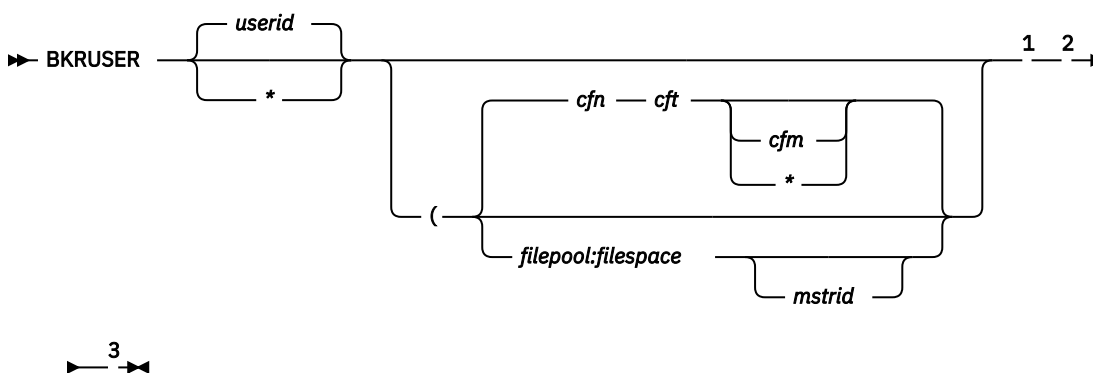 userid
BKRUSER 1 2
*
cfn cft
cfm
*
(
filepool:filespace
mstrid
3